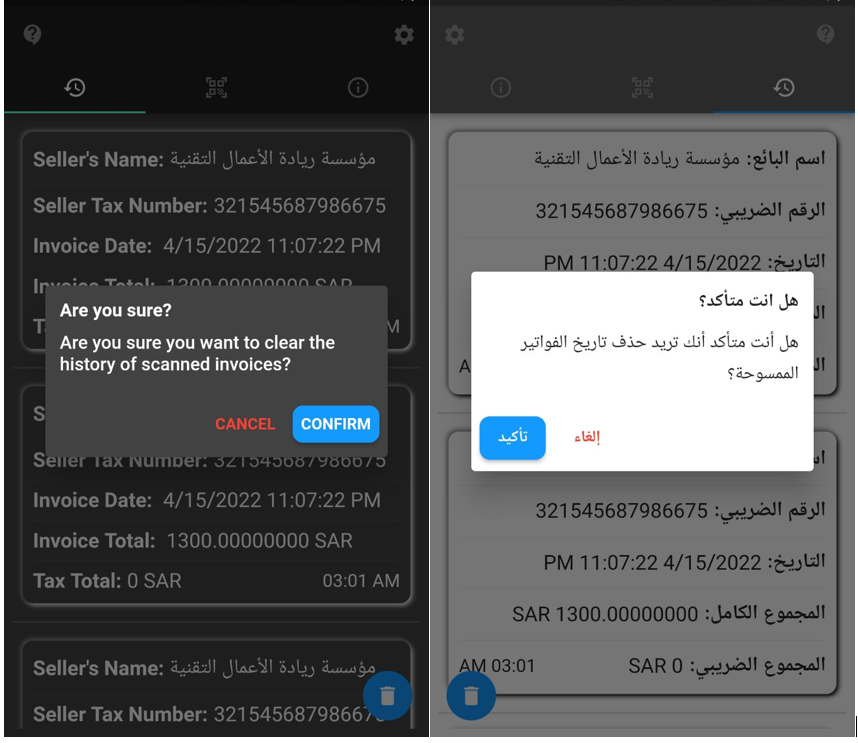 Seller's Name: مؤسسة ريادة الأعمال التقنية
Seller Tax Number: 321545687986675
Invoice Date: 4/15/2022 11:07:22 PM
Invoice Total: 1300.00000000 SAR
Are you sure?
Are you sure you want to clear the
history of scanned invoices?
CANCEL CONFIRM
Seller Tax Number: 321545687986675
Invoice Date: 4/15/2022 11:07:22 PM
Invoice Total: 1300.00000000 SAR
Tax Total: 0 SAR 03:01 AM
Seller's Name: مؤسسة ريادة الأعمال التقنية
Seller Tax Number: 32154568798667
اسم البائع: مؤسسة ريادة الأعمال التقنية
الرقم الضريبي: 321545687986675
التاريخ: 4/15/2022 11:07:22 PM
هل انت متأكد؟
هل أنت متأكد أنك تريد حذف تاريخ الفواتير
الممسوحة؟
إلغاء تأكيد
الرقم الضريبي: 321545687986675
التاريخ: 4/15/2022 11:07:22 PM
المجموع الكامل: 1300.00000000 SAR
المجموع الضريبي: 0 SAR 03:01 AM